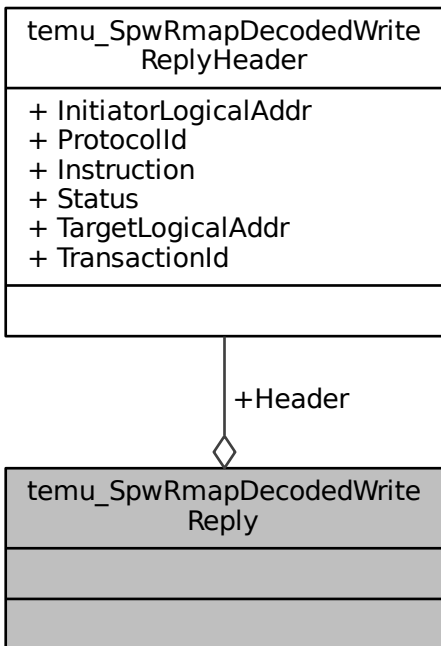 temu_SpwRmapDecodedWrite
ReplyHeader
+ InitiatorLogicalAddr
+ ProtocolId
+ Instruction
+ Status
+ TargetLogicalAddr
+ TransactionId
+Header
temu_SpwRmapDecodedWrite
Reply